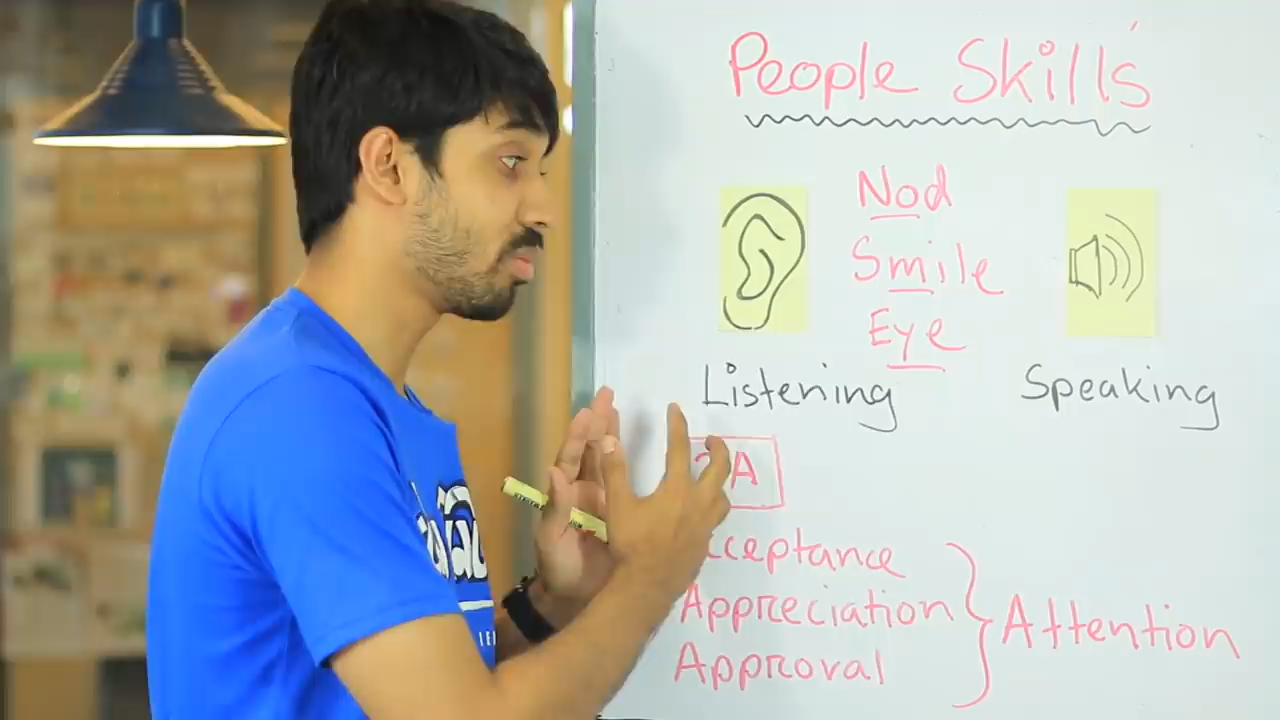 People Skills
Nod
Smile
Eye
Listening
Speaking
A
cceptance
Appreciation
Approval
Attention